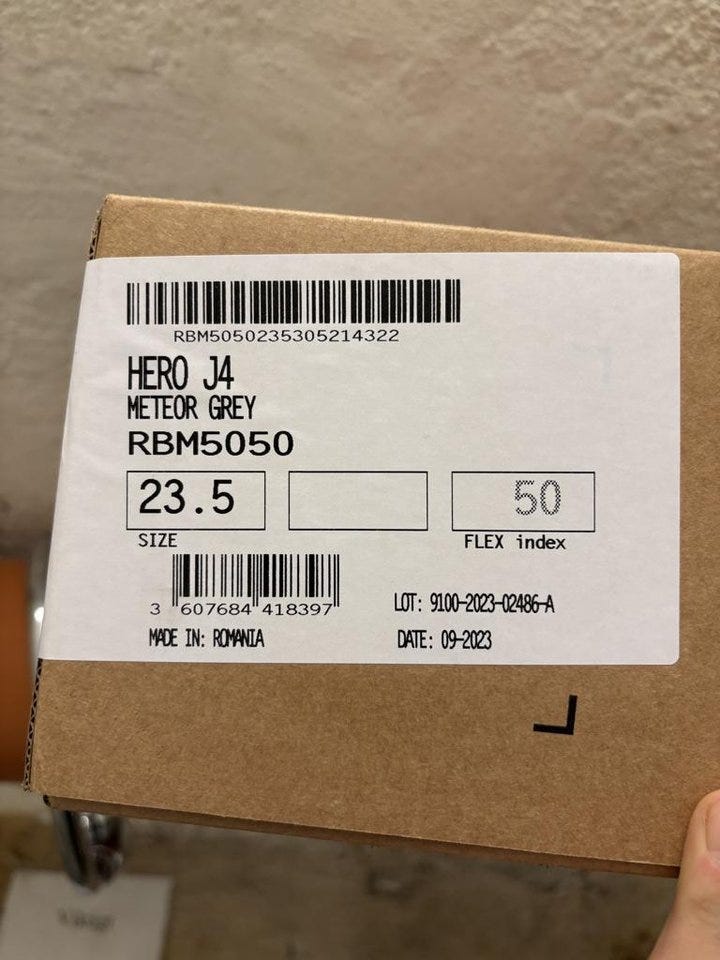 RBM5050235305214322
HERO J4
METEOR GREY
RBM5050
23.5
50
SIZE
FLEX index
3 607684 418397
LOT: 9100-2023-02486-A
MADE IN: ROMANIA
DATE: 09-2023